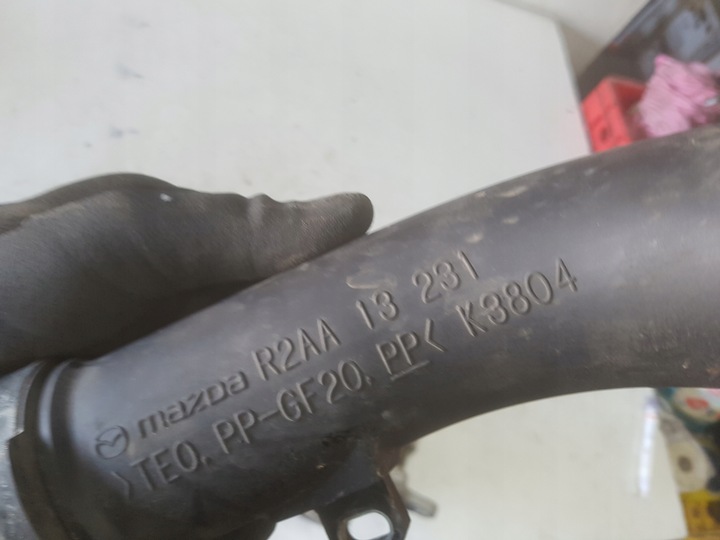 mazda R2AA 13 231
>TEO, PP-GF20, PP< K3804